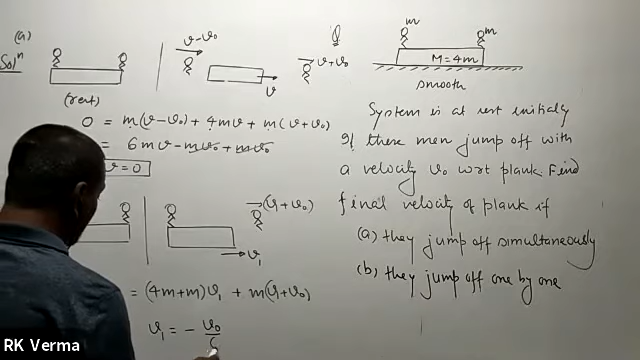 (a)
Solⁿ
(rest)
v-v₀
v
v+v₀
0 = m(v-v₀) + 4mv + m(v+v₀)
= 6mv - mv₀ + mv₀
v = 0
(v₁+v₀)
v₁
= (4m+m)v₁ + m(v₁+v₀)
v₁ = - v₀/6
Q
m
m
M = 4m
smooth
System is at rest initially
If these men jump off with
a velocity v₀ wrt plank. Find
final velocity of plank if
(a) they jump off simultaneously
(b) they jump off one by one
RK Verma